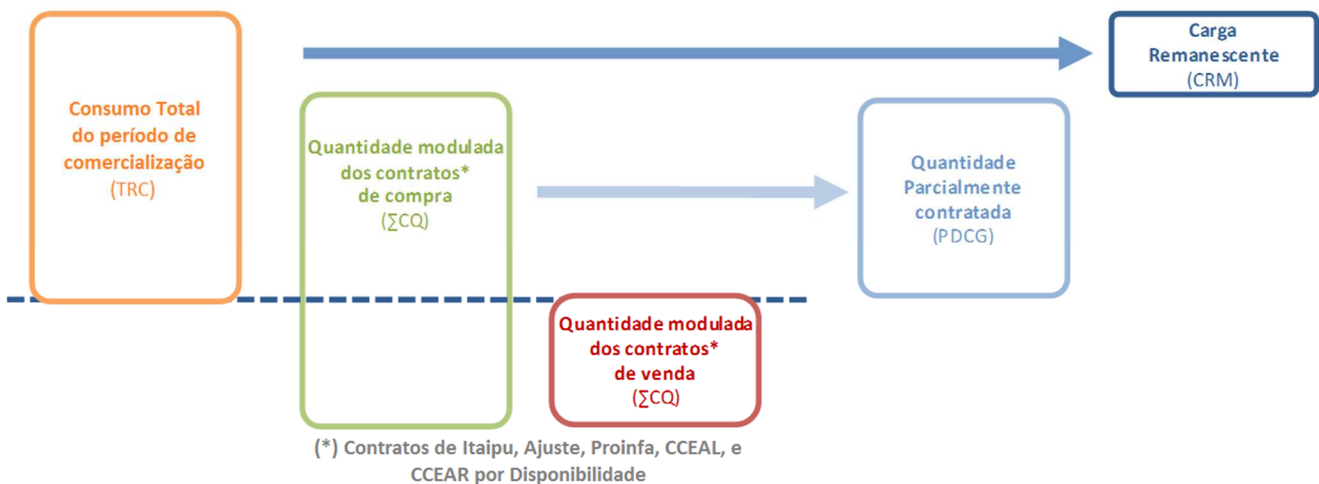 Consumo Total
do período de
comercialização
(TRC)
Quantidade modulada
dos contratos*
de compra
(∑CQ)
Quantidade modulada
dos contratos*
de venda
(∑CQ)
Quantidade
Parcialmente
contratada
(PDCG)
Carga
Remanescente
(CRM)
(*) Contratos de Itaipu, Ajuste, Proinfa, CCEAL, e
CCEAR por Disponibilidade